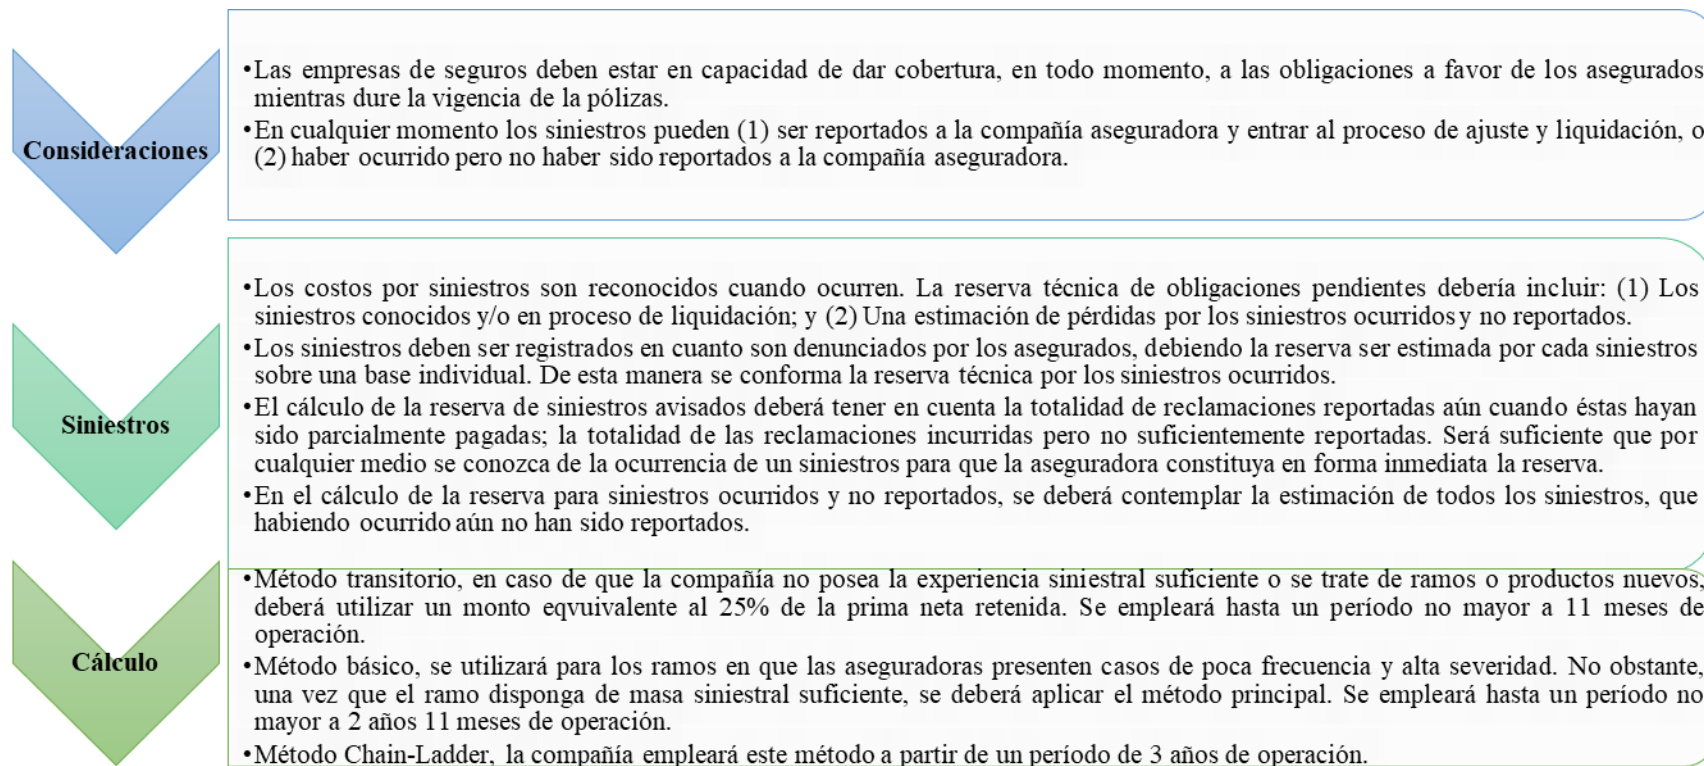 Consideraciones
•Las empresas de seguros deben estar en capacidad de dar cobertura, en todo momento, a las obligaciones a favor de los asegurados
mientras dure la vigencia de la pólizas.
•En cualquier momento los siniestros pueden (1) ser reportados a la compañía aseguradora y entrar al proceso de ajuste y liquidación, o
(2) haber ocurrido pero no haber sido reportados a la compañía aseguradora.
Siniestros
•Los costos por siniestros son reconocidos cuando ocurren. La reserva técnica de obligaciones pendientes debería incluir: (1) Los
siniestros conocidos y/o en proceso de liquidación; y (2) Una estimación de pérdidas por los siniestros ocurridos y no reportados.
•Los siniestros deben ser registrados en cuanto son denunciados por los asegurados, debiendo la reserva ser estimada por cada siniestros
sobre una base individual. De esta manera se conforma la reserva técnica por los siniestros ocurridos.
•El cálculo de la reserva de siniestros avisados deberá tener en cuenta la totalidad de reclamaciones reportadas aún cuando éstas hayan
sido parcialmente pagadas; la totalidad de las reclamaciones incurridas pero no suficientemente reportadas. Será suficiente que por
cualquier medio se conozca de la ocurrencia de un siniestros para que la aseguradora constituya en forma inmediata la reserva.
•En el cálculo de la reserva para siniestros ocurridos y no reportados, se deberá contemplar la estimación de todos los siniestros, que
habiendo ocurrido aún no han sido reportados.
Cálculo
•Método transitorio, en caso de que la compañía no posea la experiencia siniestral suficiente o se trate de ramos o productos nuevos,
deberá utilizar un monto eqvuivalente al 25% de la prima neta retenida. Se empleará hasta un período no mayor a 11 meses de
operación.
•Método básico, se utilizará para los ramos en que las aseguradoras presenten casos de poca frecuencia y alta severidad. No obstante,
una vez que el ramo disponga de masa siniestral suficiente, se deberá aplicar el método principal. Se empleará hasta un período no
mayor a 2 años 11 meses de operación.
•Método Chain-Ladder, la compañía empleará este método a partir de un período de 3 años de operación.